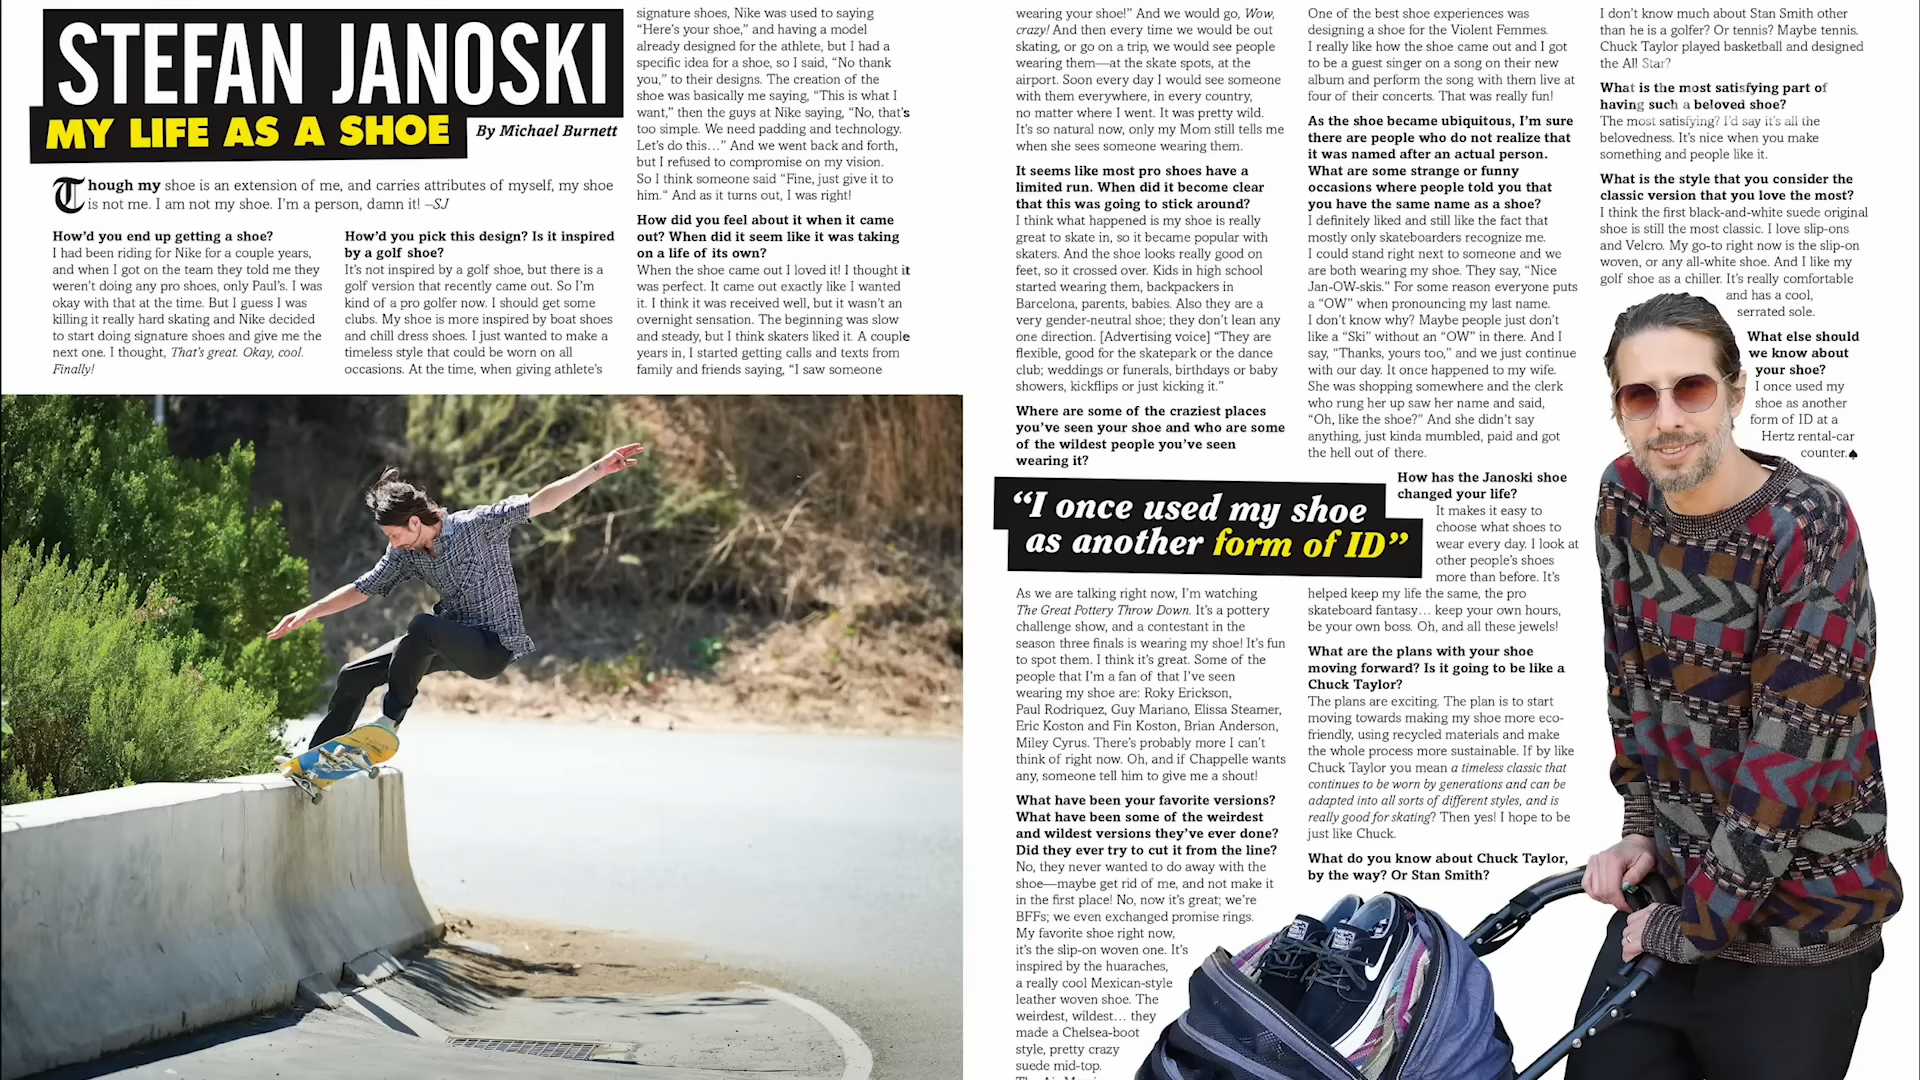 STEFAN JANOSKI
MY LIFE AS A SHOE
By Michael Burnett
Though my shoe is an extension of me, and carries attributes of myself, my shoe
is not me. I am not my shoe. I'm a person, damn it! –SJ
How'd you end up getting a shoe?
I had been riding for Nike for a couple years,
and when I got on the team they told me they
weren't doing any pro shoes, only Paul's. I was
okay with that at the time. But I guess I was
killing it really hard skating and Nike decided
to start doing signature shoes and give me the
next one. I thought, That's great. Okay, cool.
Finally!
How'd you pick this design? Is it inspired
by a golf shoe?
It's not inspired by a golf shoe, but there is a
golf version that recently came out. So I'm
kind of a pro golfer now. I should get some
clubs. My shoe is more inspired by boat shoes
and chill dress shoes. I just wanted to make a
timeless style that could be worn on all
occasions. At the time, when giving athlete's
signature shoes, Nike was used to saying
“Here's your shoe,” and having a model
already designed for the athlete, but I had a
specific idea for a shoe, so I said, “No thank
you,” to their designs. The creation of the
shoe was basically me saying, “This is what I
want,” then the guys at Nike saying, “No, that's
too simple. We need padding and technology.
Let's do this…” And we went back and forth,
but I refused to compromise on my vision.
So I think someone said “Fine, just give it to
him.“ And as it turns out, I was right!
How did you feel about it when it came
out? When did it seem like it was taking
on a life of its own?
When the shoe came out I loved it! I thought it
was perfect. It came out exactly like I wanted
it. I think it was received well, but it wasn't an
overnight sensation. The beginning was slow
and steady, but I think skaters liked it. A couple
years in, I started getting calls and texts from
family and friends saying, “I saw someone
wearing your shoe!” And we would go, Wow,
crazy! And then every time we would be out
skating, or go on a trip, we would see people
wearing them—at the skate spots, at the
airport. Soon every day I would see someone
with them everywhere, in every country,
no matter where I went. It was pretty wild.
It's so natural now, only my Mom still tells me
when she sees someone wearing them.
It seems like most pro shoes have a
limited run. When did it become clear
that this was going to stick around?
I think what happened is my shoe is really
great to skate in, so it became popular with
skaters. And the shoe looks really good on
feet, so it crossed over. Kids in high school
started wearing them, backpackers in
Barcelona, parents, babies. Also they are a
very gender-neutral shoe; they don't lean any
one direction. [Advertising voice] “They are
flexible, good for the skatepark or the dance
club; weddings or funerals, birthdays or baby
showers, kickflips or just kicking it.”
Where are some of the craziest places
you've seen your shoe and who are some
of the wildest people you've seen
wearing it?
“I once used my shoe
as another form of ID”
As we are talking right now, I'm watching
The Great Pottery Throw Down. It's a pottery
challenge show, and a contestant in the
season three finals is wearing my shoe! It's fun
to spot them. I think it's great. Some of the
people that I'm a fan of that I've seen
wearing my shoe are: Roky Erickson,
Paul Rodriquez, Guy Mariano, Elissa Steamer,
Eric Koston and Fin Koston, Brian Anderson,
Miley Cyrus. There's probably more I can't
think of right now. Oh, and if Chappelle wants
any, someone tell him to give me a shout!
What have been your favorite versions?
What have been some of the weirdest
and wildest versions they've ever done?
Did they ever try to cut it from the line?
No, they never wanted to do away with the
shoe—maybe get rid of me, and not make it
in the first place! No, now it's great; we're
BFFs; we even exchanged promise rings.
My favorite shoe right now,
it's the slip-on woven one. It's
inspired by the huaraches,
a really cool Mexican-style
leather woven shoe. The
weirdest, wildest… they
made a Chelsea-boot
style, pretty crazy
suede mid-top.
One of the best shoe experiences was
designing a shoe for the Violent Femmes.
I really like how the shoe came out and I got
to be a guest singer on a song on their new
album and perform the song with them live at
four of their concerts. That was really fun!
As the shoe became ubiquitous, I'm sure
there are people who do not realize that
it was named after an actual person.
What are some strange or funny
occasions where people told you that
you have the same name as a shoe?
I definitely liked and still like the fact that
mostly only skateboarders recognize me.
I could stand right next to someone and we
are both wearing my shoe. They say, “Nice
Jan-OW-skis.” For some reason everyone puts
a “OW” when pronouncing my last name.
I don't know why? Maybe people just don't
like a “Ski” without an “OW” in there. And I
say, “Thanks, yours too,” and we just continue
with our day. It once happened to my wife.
She was shopping somewhere and the clerk
who rung her up saw her name and said,
“Oh, like the shoe?” And she didn't say
anything, just kinda mumbled, paid and got
the hell out of there.
How has the Janoski shoe
changed your life?
It makes it easy to
choose what shoes to
wear every day. I look at
other people's shoes
more than before. It's
helped keep my life the same, the pro
skateboard fantasy… keep your own hours,
be your own boss. Oh, and all these jewels!
What are the plans with your shoe
moving forward? Is it going to be like a
Chuck Taylor?
The plans are exciting. The plan is to start
moving towards making my shoe more eco-
friendly, using recycled materials and make
the whole process more sustainable. If by like
Chuck Taylor you mean a timeless classic that
continues to be worn by generations and can be
adapted into all sorts of different styles, and is
really good for skating? Then yes! I hope to be
just like Chuck.
What do you know about Chuck Taylor,
by the way? Or Stan Smith?
I don't know much about Stan Smith other
than he is a golfer? Or tennis? Maybe tennis.
Chuck Taylor played basketball and designed
the All Star?
What is the most satisfying part of
having such a beloved shoe?
The most satisfying? I'd say it's all the
belovedness. It's nice when you make
something and people like it.
What is the style that you consider the
classic version that you love the most?
I think the first black-and-white suede original
shoe is still the most classic. I love slip-ons
and Velcro. My go-to right now is the slip-on
woven, or any all-white shoe. And I like my
golf shoe as a chiller. It's really comfortable
and has a cool,
serrated sole.
What else should
we know about
your shoe?
I once used my
shoe as another
form of ID at a
Hertz rental-car
counter.